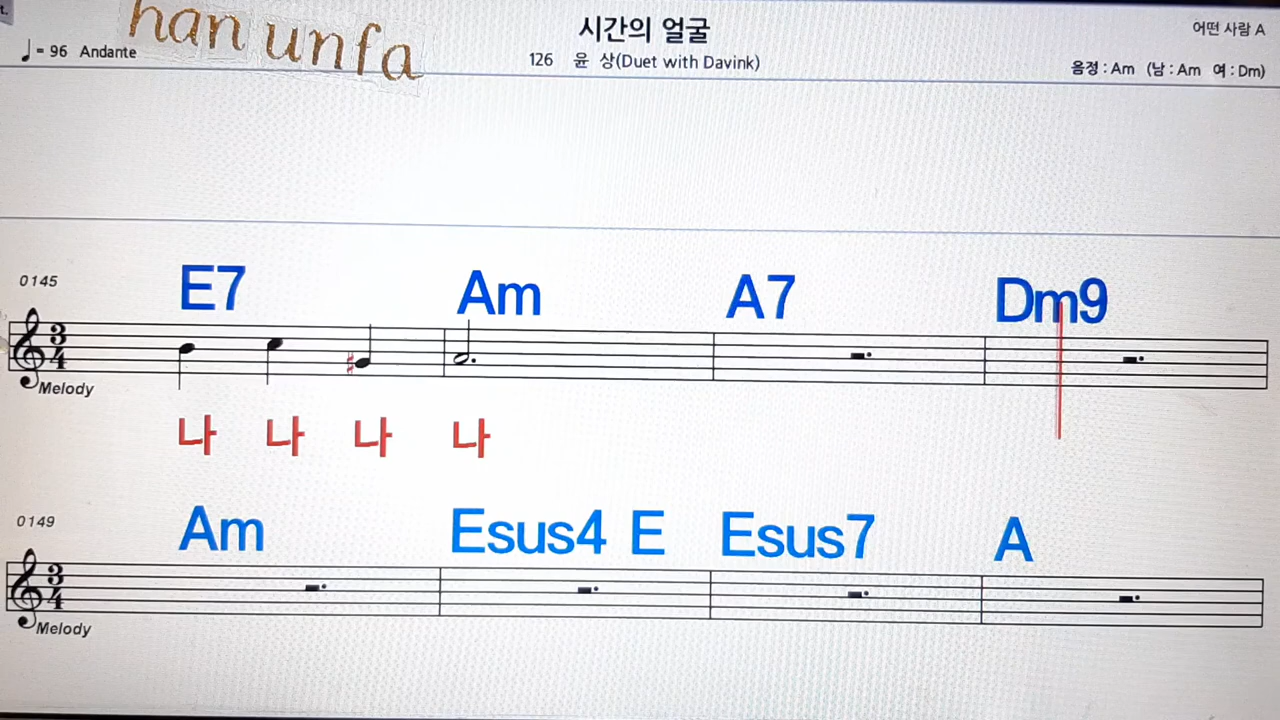 t.
han unfa
시간의 얼굴
어떤 사람 A
♩= 96 Andante
126 윤 상(Duet with Davink)
음정 : Am (남 : Am 여 : Dm)
0145
E7 Am A7 Dm9
3
4
Melody
나 나 나 나
0149
Am Esus4 E Esus7 A
3
4
Melody